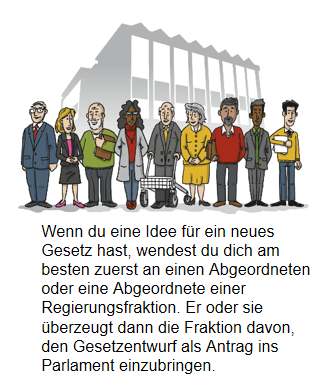 Wenn du eine Idee für ein neues
Gesetz hast, wendest du dich am
besten zuerst an einen Abgeordneten
oder eine Abgeordnete einer
Regierungsfraktion. Er oder sie
überzeugt dann die Fraktion davon,
den Gesetzentwurf als Antrag ins
Parlament einzubringen.